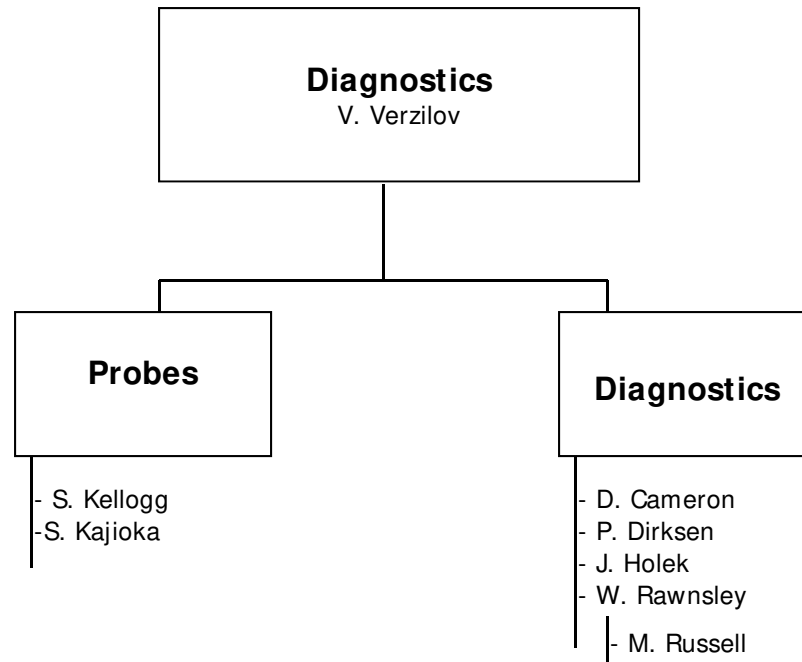 Diagnostics
V. Verzilov
Probes
- S. Kellogg
-S. Kajioka
Diagnostics
- D. Cameron
- P. Dirksen
- J. Holek
- W. Rawnsley
- M. Russell